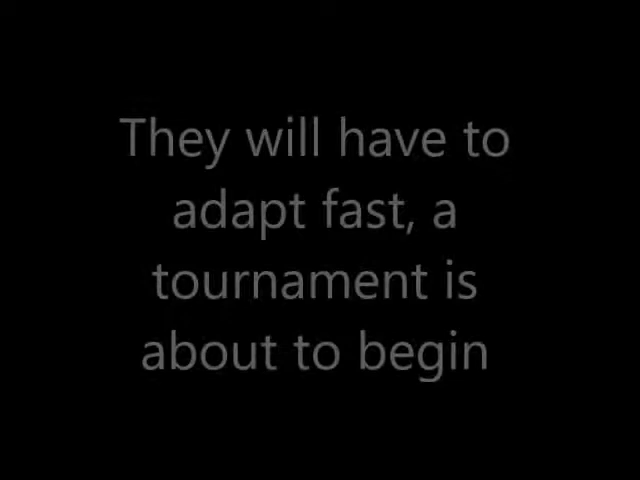 They will have to
adapt fast, a
tournament is
about to begin